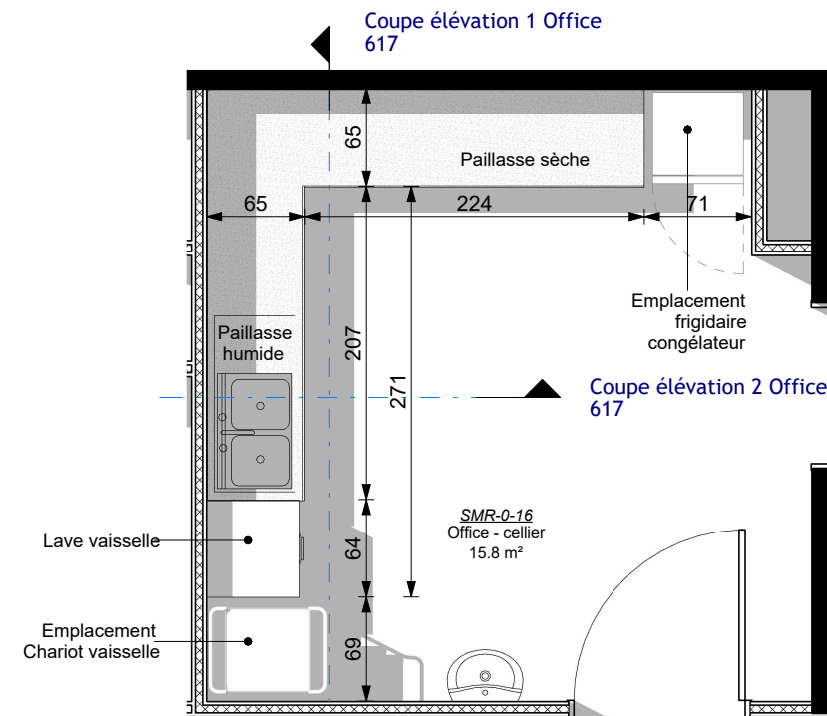 Coupe élévation 1 Office
617
65
Paillasse sèche
65
224
71
Emplacement
frigidaire
congélateur
Paillasse
humide
207
271
Coupe élévation 2 Office
617
SMR-0-16
Office - cellier
15.8 m²
Lave vaisselle
64
Emplacement
Chariot vaisselle
69